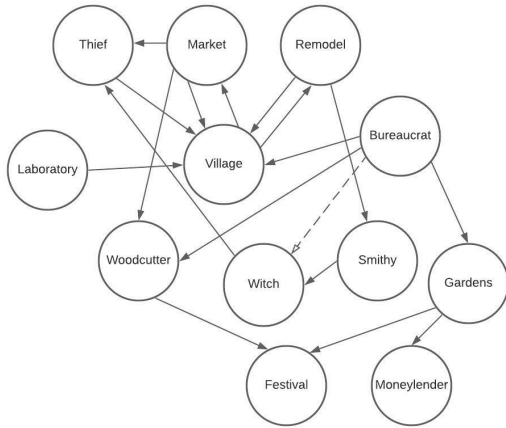 Thief
Market
Remodel
Bureaucrat
Laboratory
Village
Woodcutter
Witch
Smithy
Gardens
Festival
Moneylender